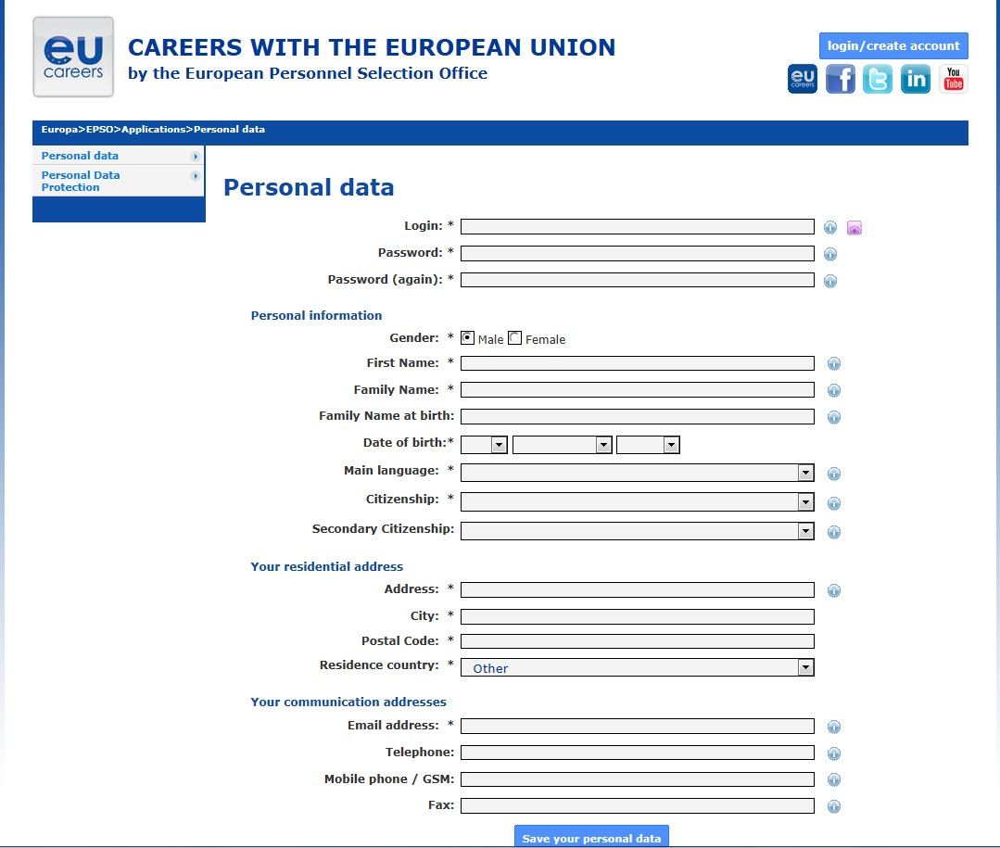 eu
careers
CAREERS WITH THE EUROPEAN UNION
by the European Personnel Selection Office
login/create account
eu
careers
f
t
in
You
Tube
Europa>EPSO>Applications>Personal data
Personal data
Personal Data
Protection
Personal data
Login: *
Password: *
Password (again): *
Personal information
Gender: * Male Female
First Name: *
Family Name: *
Family Name at birth:
Date of birth:*
Main language: *
Citizenship: *
Secondary Citizenship:
Your residential address
Address: *
City: *
Postal Code: *
Residence country: * Other
Your communication addresses
Email address: *
Telephone:
Mobile phone / GSM:
Fax:
Save your personal data